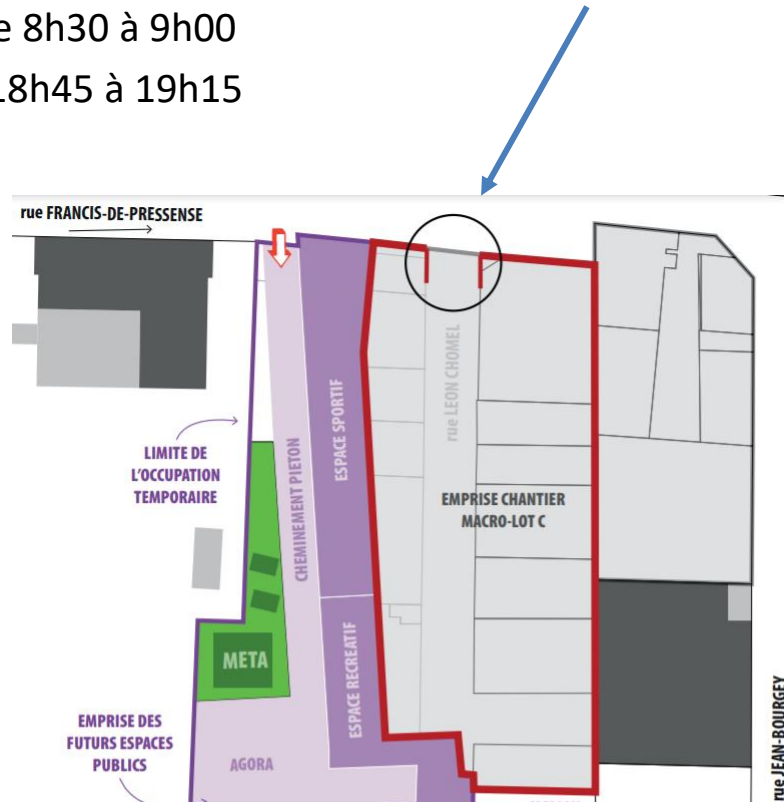 8h30 à 9h00
18h45 à 19h15
rue FRANCIS-DE-PRESSENSE
rue LEON CHOMEL
ESPACE SPORTIF
LIMITE DE
L'OCCUPATION
TEMPORAIRE
CHEMINEMENT PIETON
EMPRISE CHANTIER
MACRO-LOT C
META
ESPACE RECREATIF
EMPRISE DES
FUTURS ESPACES
PUBLICS
AGORA
rue JEAN-BOURGEY